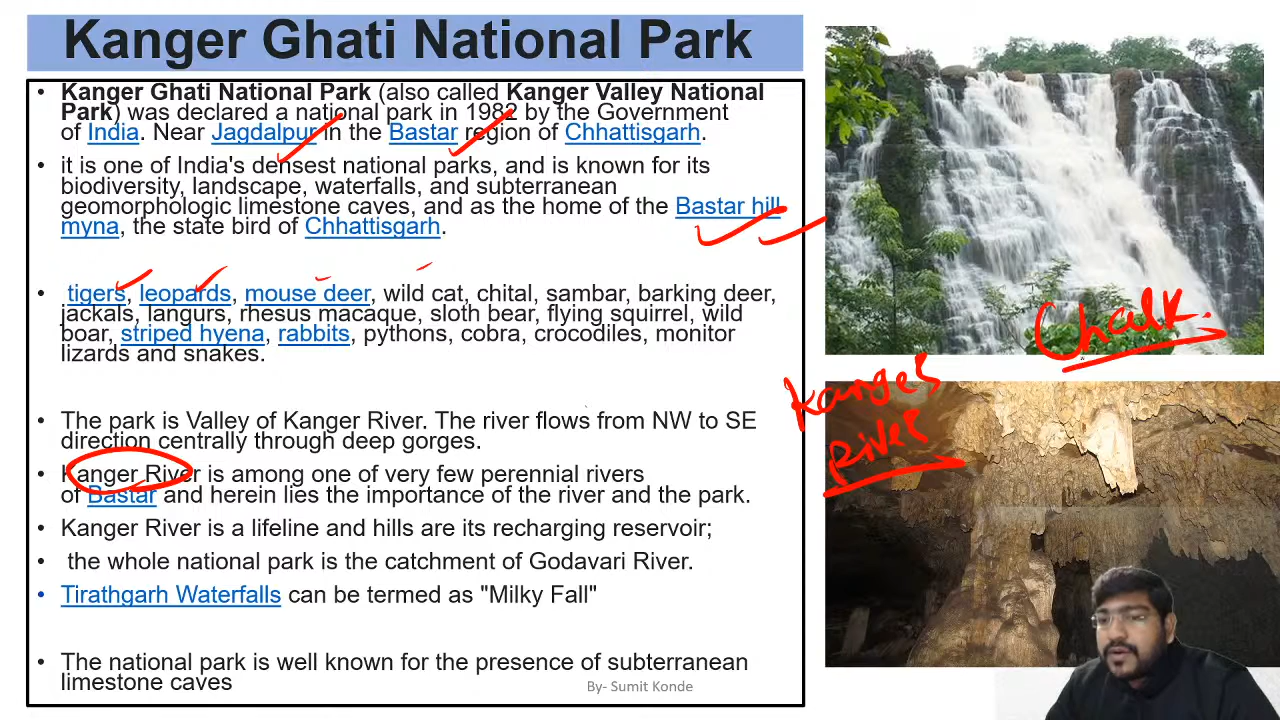 Kanger Ghati National Park
• Kanger Ghati National Park (also called Kanger Valley National
Park) was declared a national park in 1982 by the Government
of India. Near Jagdalpur in the Bastar region of Chhattisgarh.
• it is one of India's densest national parks, and is known for its
biodiversity, landscape, waterfalls, and subterranean
geomorphologic limestone caves, and as the home of the Bastar hill
myna, the state bird of Chhattisgarh.
• tigers, leopards, mouse deer, wild cat, chital, sambar, barking deer,
jackals, langurs, rhesus macaque, sloth bear, flying squirrel, wild
boar, striped hyena, rabbits, pythons, cobra, crocodiles, monitor
lizards and snakes.
• The park is Valley of Kanger River. The river flows from NW to SE
direction centrally through deep gorges.
• Kanger River is among one of very few perennial rivers
of Bastar and herein lies the importance of the river and the park.
• Kanger River is a lifeline and hills are its recharging reservoir;
• the whole national park is the catchment of Godavari River.
• Tirathgarh Waterfalls can be termed as "Milky Fall"
• The national park is well known for the presence of subterranean
limestone caves
By- Sumit Konde
Chalk.
Kanger
River